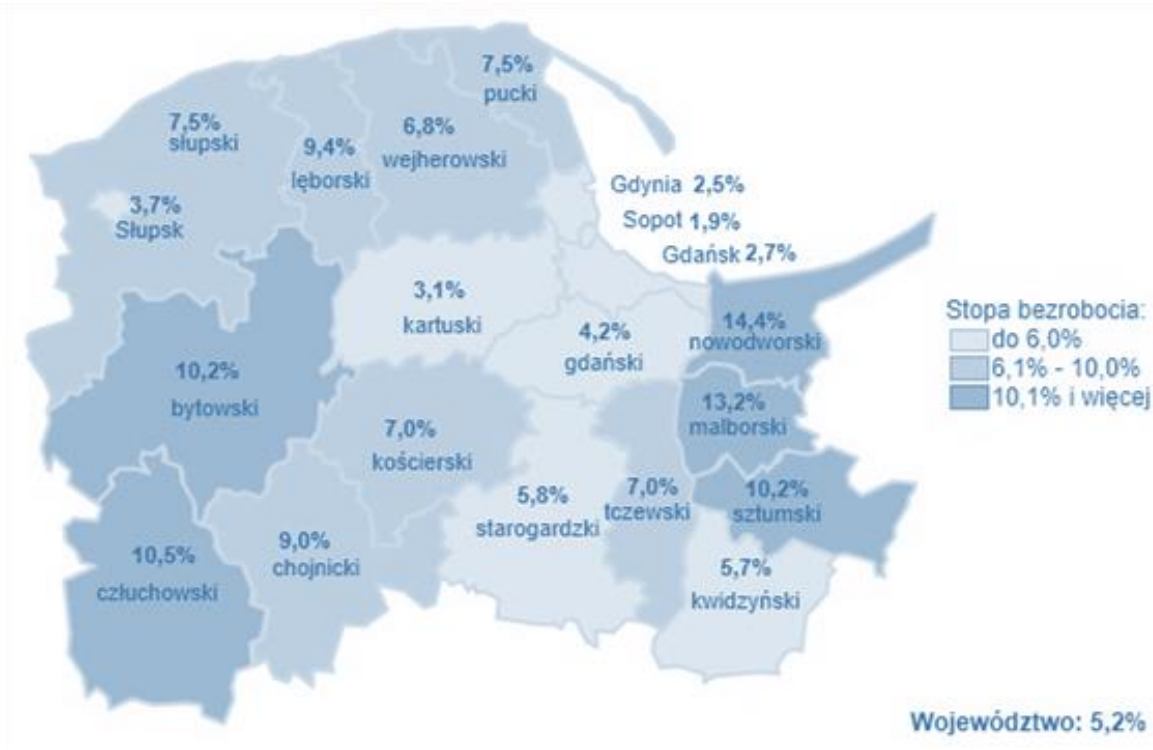 7,5%
pucki
7,5%
słupski
6,8%
wejherowski
9,4%
lęborski
Gdynia 2,5%
3,7%
Słupsk
Sopot 1,9%
Gdańsk 2,7%
3,1%
kartuski
4,2%
gdański
14,4%
nowodworski
Stopa bezrobocia:
do 6,0%
6,1% - 10,0%
10,1% i więcej
10,2%
bytowski
13,2%
malborski
7,0%
kościerski
5,8%
starogardzki
7,0%
tczewski
10,2%
sztumski
10,5%
człuchowski
9,0%
chojnicki
5,7%
kwidzyński
Województwo: 5,2%